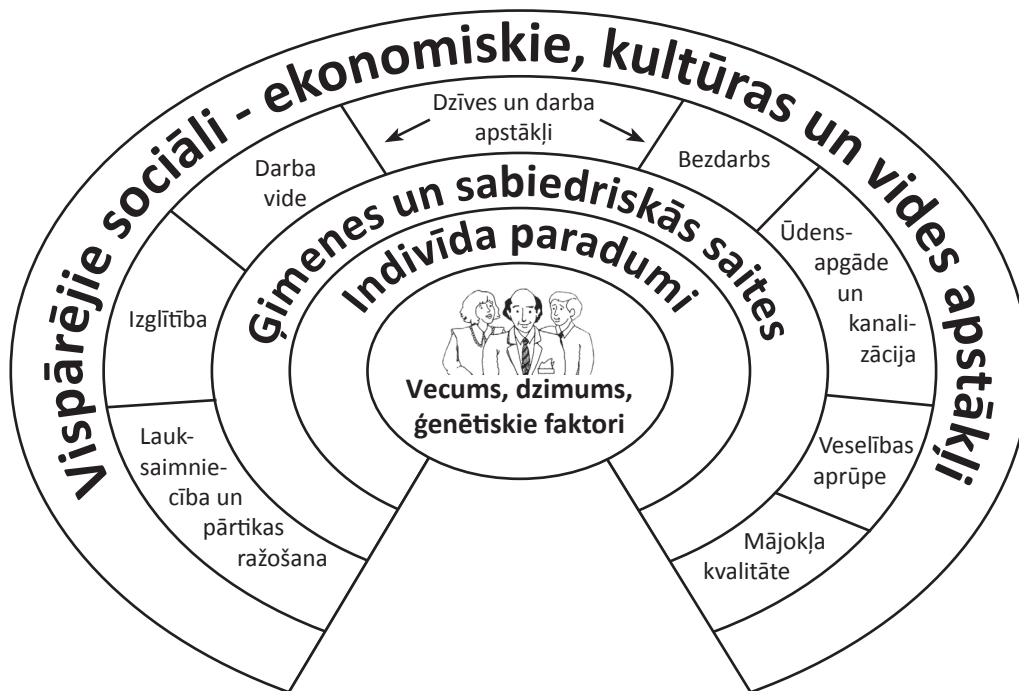 Vispārējie sociāli - ekonomiskie, kultūras un vides apstākļi
Dzīves un darba
apstākļi
Lauk-
saimnie-
cība un
pārtikas
ražošana
Izglītība
Darba
vide
Bezdarbs
Ūdens-
apgāde
un
kanali-
zācija
Veselības
aprūpe
Mājokļa
kvalitāte
Ģimenes un sabiedriskās saites
Indivīda paradumi
Vecums, dzimums,
ģenētiskie faktori